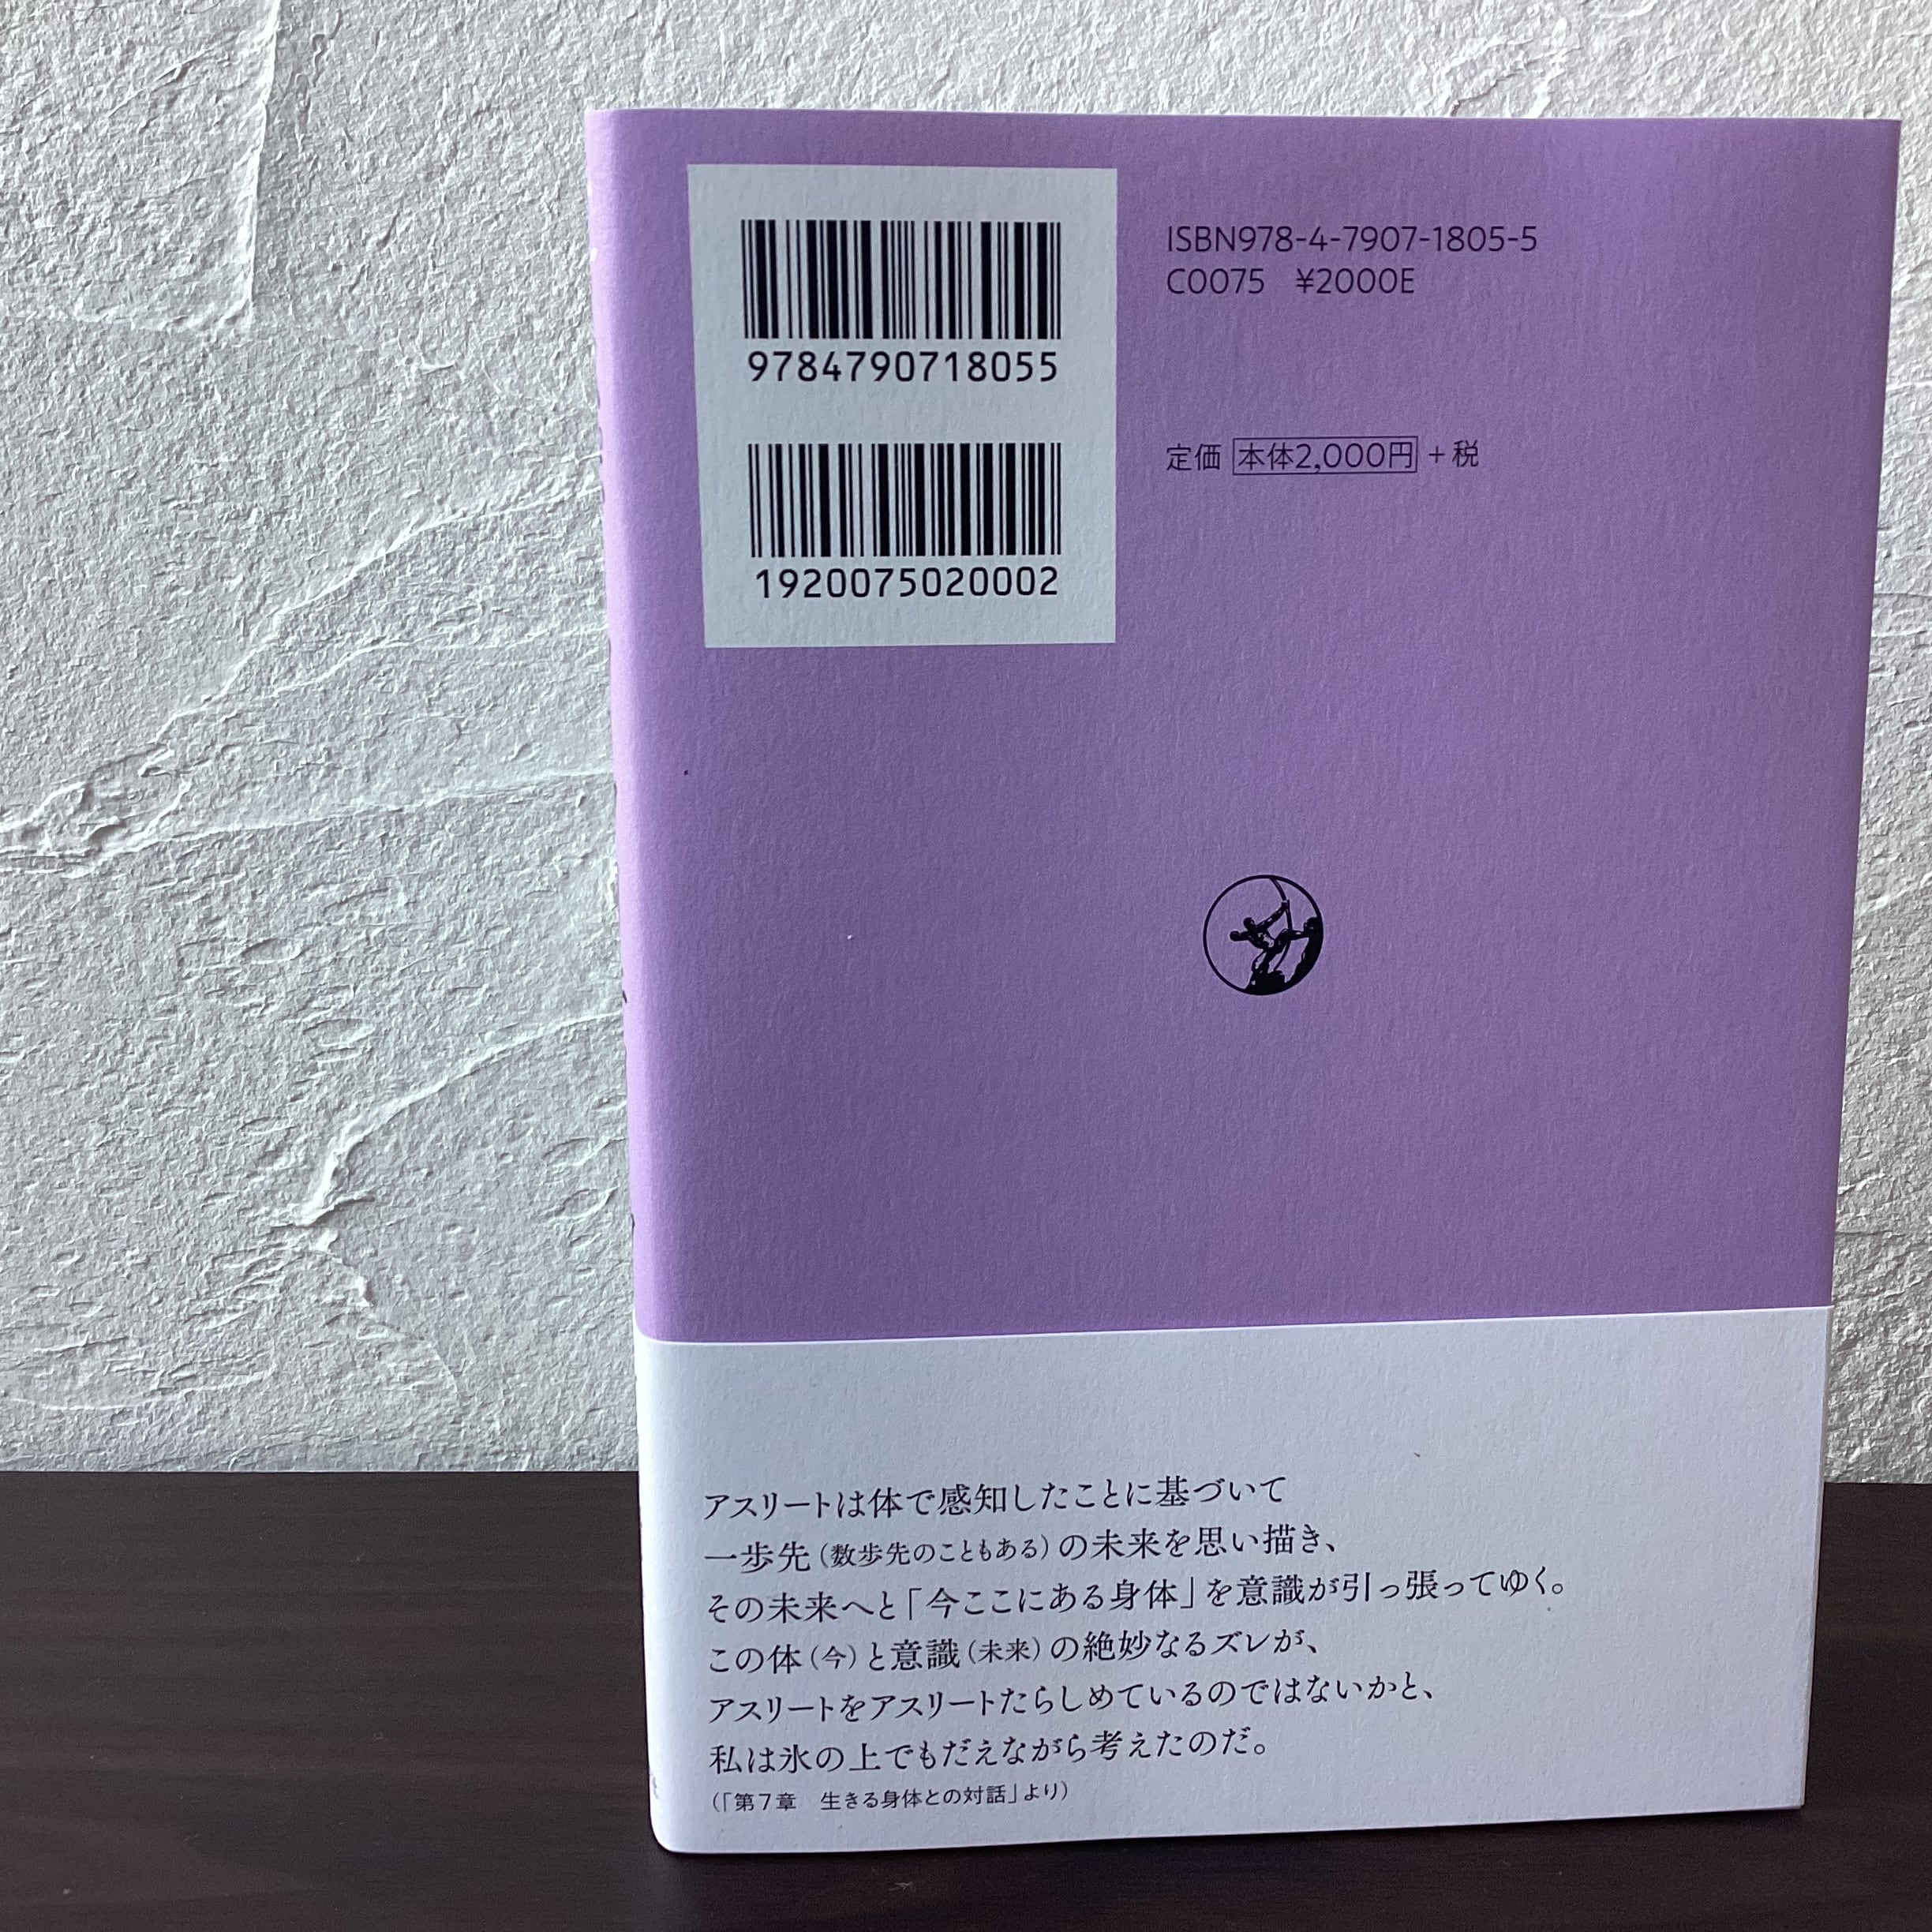 9784790718055
1920075020002
ISBN978-4-7907-1805-5
C0075 ¥2000E
定価 本体2,000円 +税
アスリートは体で感知したことに基づいて
一歩先(数歩先のこともある)の未来を思い描き、
その未来へと「今ここにある身体」を意識が引っ張ってゆく。
この体(今)と意識(未来)の絶妙なるズレが、
アスリートをアスリートたらしめているのではないかと、
私は氷の上でもだえながら考えたのだ。
(「第7章 生きる身体との対話」より)